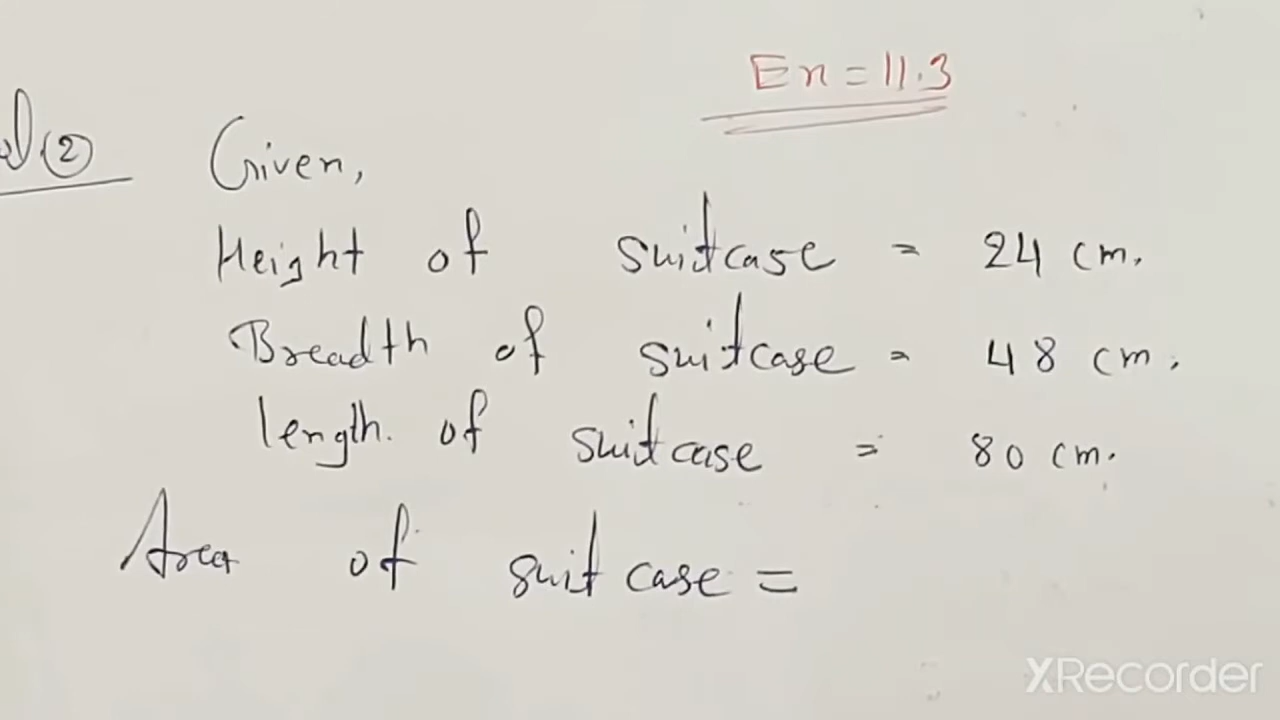 Ex = 11.3
② Given,
Height of suitcase = 24 cm.
Breadth of suitcase = 48 cm.
length. of suitcase = 80 cm.
Area of suitcase =
XRecorder